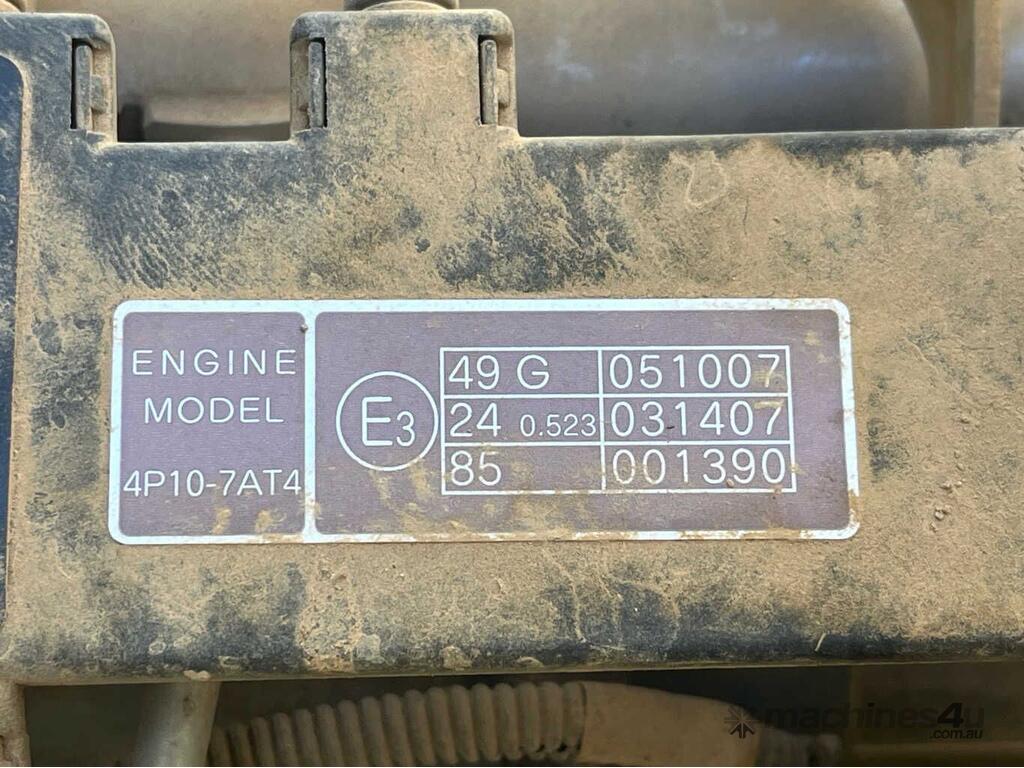 ENGINE
MODEL
4P10-7AT4
E3
49 G 051007
24 0.523 031407
85 001390
machines4u
.com.au